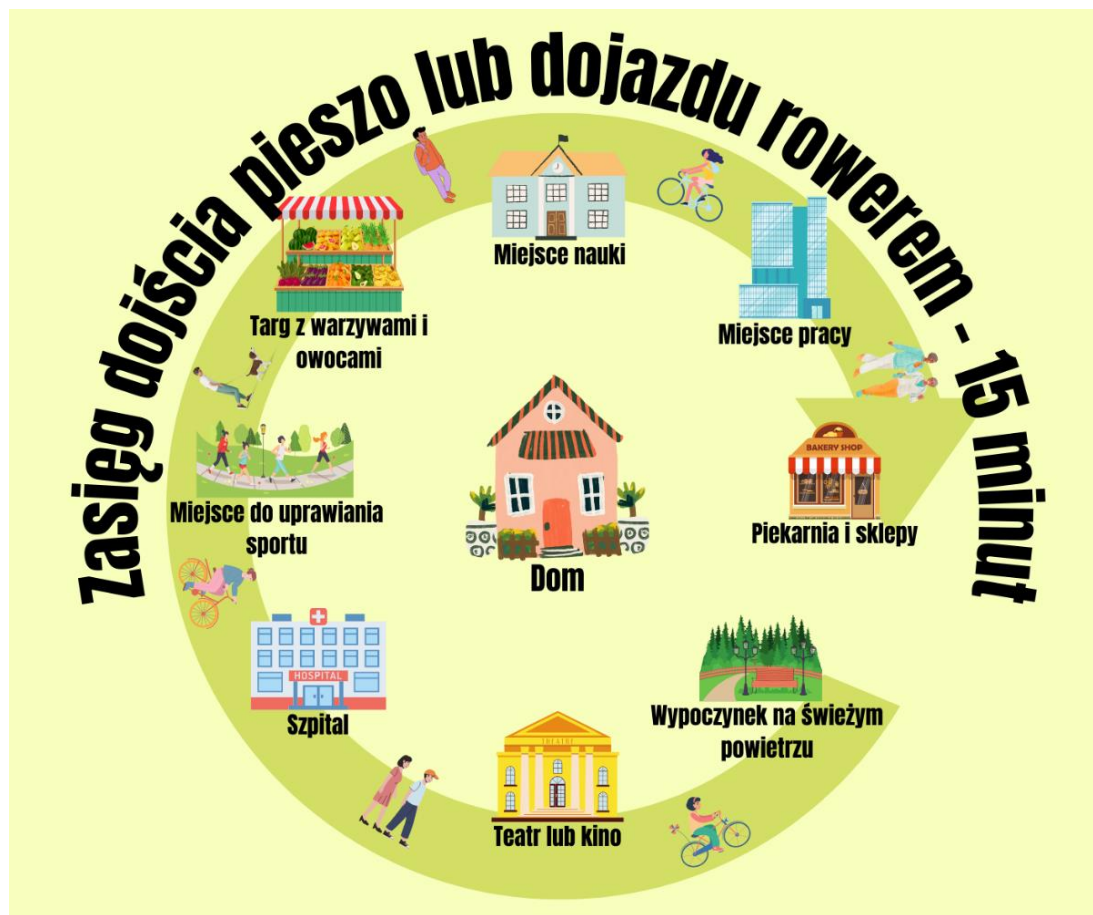 Zasięg dojścia pieszo lub dojazdu rowerem - 15 minut
Miejsce nauki
Targ z warzywami i
owocami
Miejsce pracy
BAKERY SHOP
Miejsce do uprawiania
sportu
Piekarnia i sklepy
Dom
HOSPITAL
Szpital
Wypoczynek na świeżym
powietrzu
THEATRE
Teatr lub kino